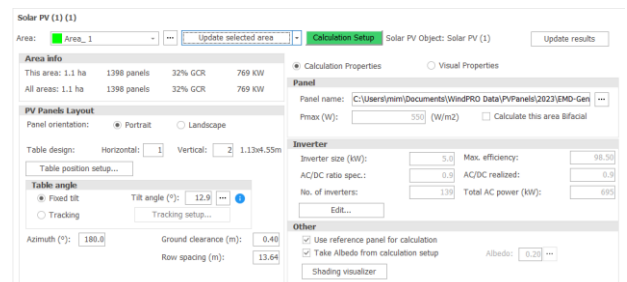 Solar PV (1) (1)
Area: Area_ 1 ... Update selected area Calculation Setup Solar PV Object: Solar PV (1) Update results
Area info
This area: 1.1 ha 1398 panels 32% GCR 769 KW
All areas: 1.1 ha 1398 panels 32% GCR 769 KW
PV Panels Layout
Panel orientation: Portrait Landscape
Table design: Horizontal: 1 Vertical: 2 1.13x4.55m
Table position setup...
Table angle
Fixed tilt Tilt angle (°): 12.9 ... i
Tracking Tracking setup...
Azimuth (°): 180.0 Ground clearance (m): 0.40
Row spacing (m): 13.64
Calculation Properties Visual Properties
Panel
Panel name: C:\Users\mim\Documents\WindPRO Data\PVPanels\2023\EMD-Gen ...
Pmax (W): 550 (W/m2) Calculate this area Bifacial
Inverter
Inverter size (kW): 5.0 Max. efficiency: 98.50
AC/DC ratio spec.: 0.9 AC/DC realized: 0.9
No. of inverters: 139 Total AC power (kW): 695
Edit...
Other
Use reference panel for calculation
Take Albedo from calculation setup Albedo: 0.20 ...
Shading visualizer